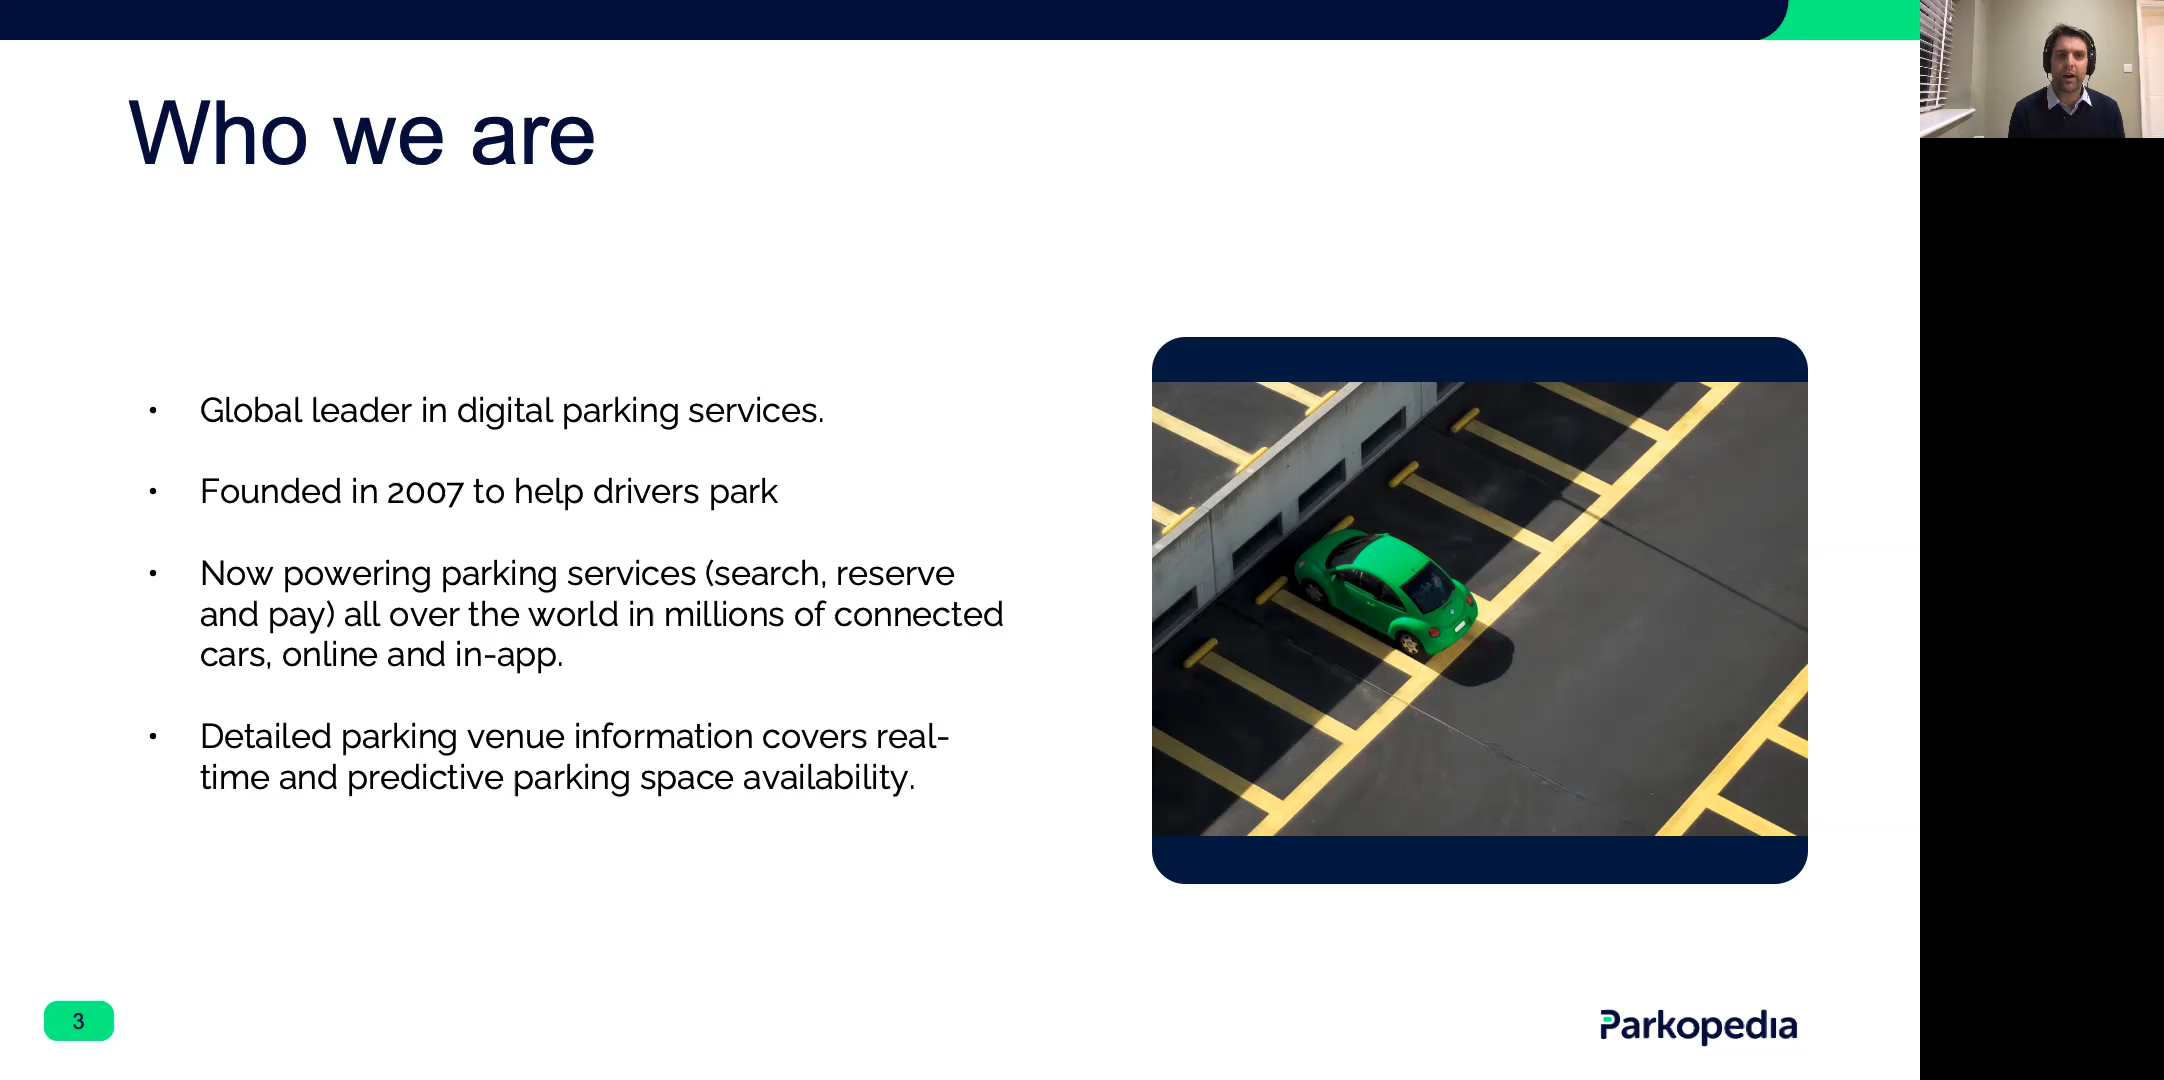 Who we are
• Global leader in digital parking services.
• Founded in 2007 to help drivers park
• Now powering parking services (search, reserve
and pay) all over the world in millions of connected
cars, online and in-app.
• Detailed parking venue information covers real-
time and predictive parking space availability.
3
Parkopedia